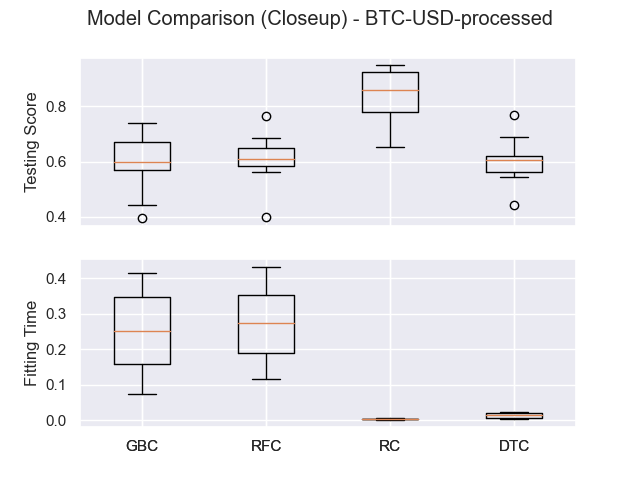 Model Comparison (Closeup) - BTC-USD-processed
Testing Score
0.8
0.6
0.4
Fitting Time
0.4
0.3
0.2
0.1
0.0
GBC RFC RC DTC